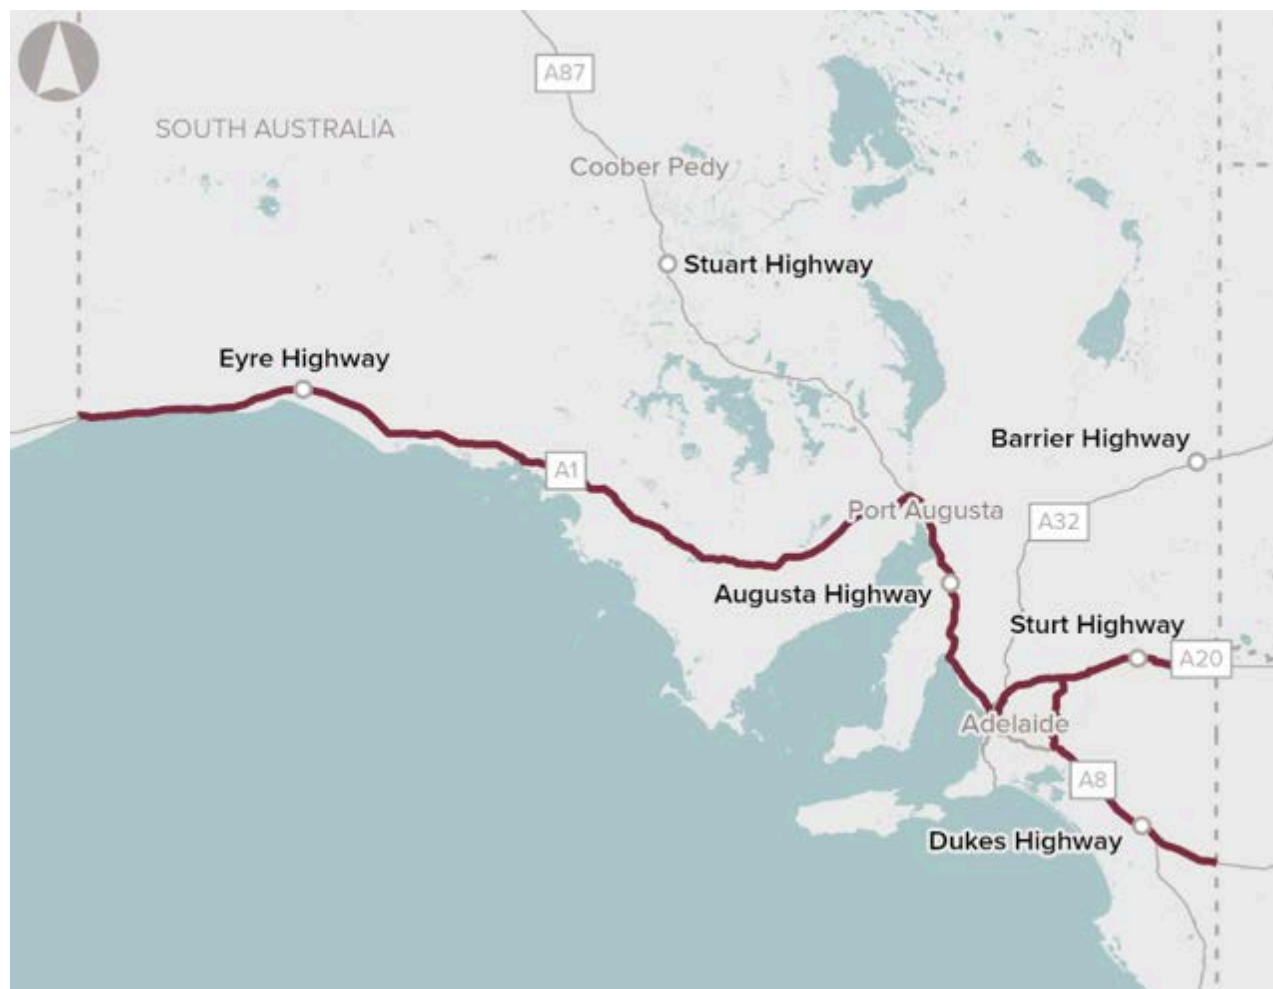 A87
SOUTH AUSTRALIA
Coober Pedy
Stuart Highway
Eyre Highway
Barrier Highway
A1
Port Augusta
A32
Augusta Highway
Sturt Highway
A20
Adelaide
A8
Dukes Highway